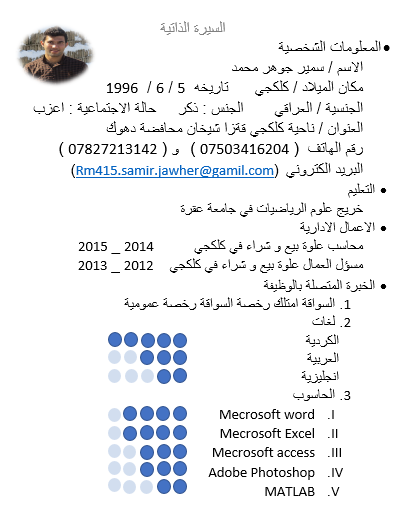 السيرة الذاتية
المعلومات الشخصية
الاسم / سمير جوهر محمد
مكان الميلاد / كلكجي تاريخه 5 / 6 / 1996
الجنسية / العراقي الجنس : ذكر حالة الاجتماعية : اعزب
العنوان / ناحية كلكجي قةزا شيخان محافضة دهوك
رقم الهاتف ( 07503416204 ) و ( 07827213142 )
البريد الكتروني (Rm415.samir.jawher@gamil.com)
التعليم
خريج علوم الرياضيات في جامعة عقرة
الاعمال الادارية
محاسب علوة بيع و شراء في كلكجي 2014 _ 2015
مسؤل العمال علوة بيع و شراء في كلكجي 2012 _ 2013
الخبرة المتصلة بالوظيفة
1. السواقة امتلك رخصة السواقة رخصة عمومية
2. لغات
الكردية
العربية
انجليزية
3. الحاسوب
I. Mecrosoft word
II. Mecrosoft Excel
III. Mecrosoft access
IV. Adobe Photoshop
V. MATLAB